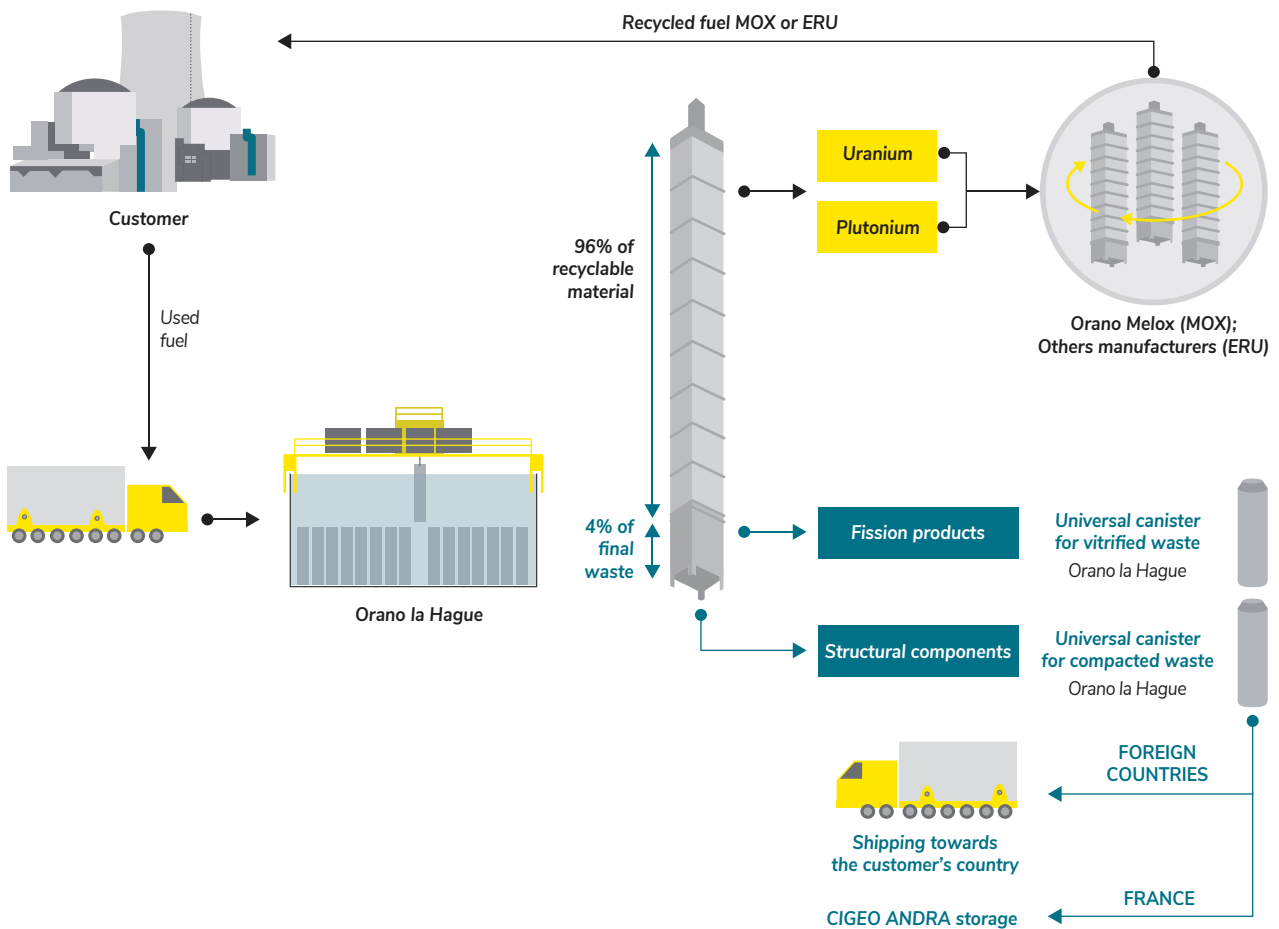 Recycled fuel MOX or ERU
Customer
Used
fuel
Orano la Hague
96% of
recyclable
material
4% of
final
waste
Uranium
Plutonium
Orano Melox (MOX);
Others manufacturers (ERU)
Fission products
Universal canister
for vitrified waste
Orano la Hague
Structural components
Universal canister
for compacted waste
Orano la Hague
FOREIGN
COUNTRIES
Shipping towards
the customer's country
FRANCE
CIGEO ANDRA storage